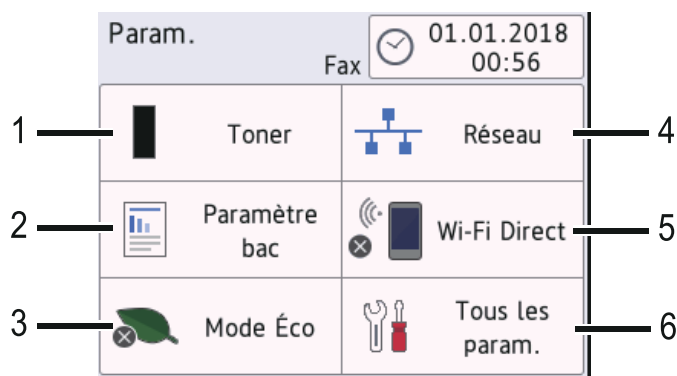 Param.
Fax
01.01.2018
00:56
1
Toner
Réseau
4
2
Paramètre
bac
Wi-Fi Direct
5
3
Mode Éco
Tous les
param.
6